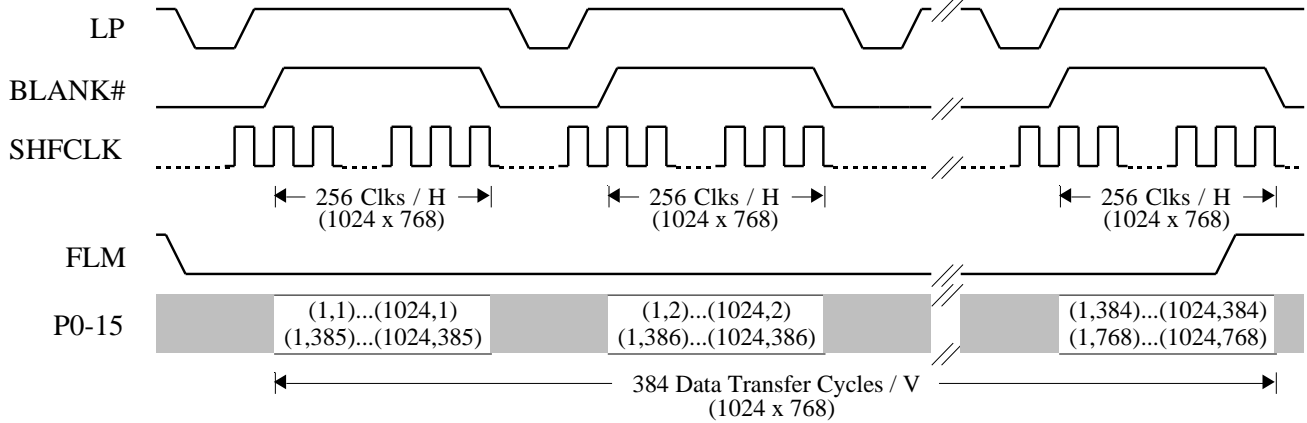 LP
BLANK#
SHFCLK
256 Clks / H
(1024 x 768)
256 Clks / H
(1024 x 768)
256 Clks / H
(1024 x 768)
FLM
P0-15
(1,1)...(1024,1)
(1,385)...(1024,385)
(1,2)...(1024,2)
(1,386)...(1024,386)
(1,384)...(1024,384)
(1,768)...(1024,768)
384 Data Transfer Cycles / V
(1024 x 768)